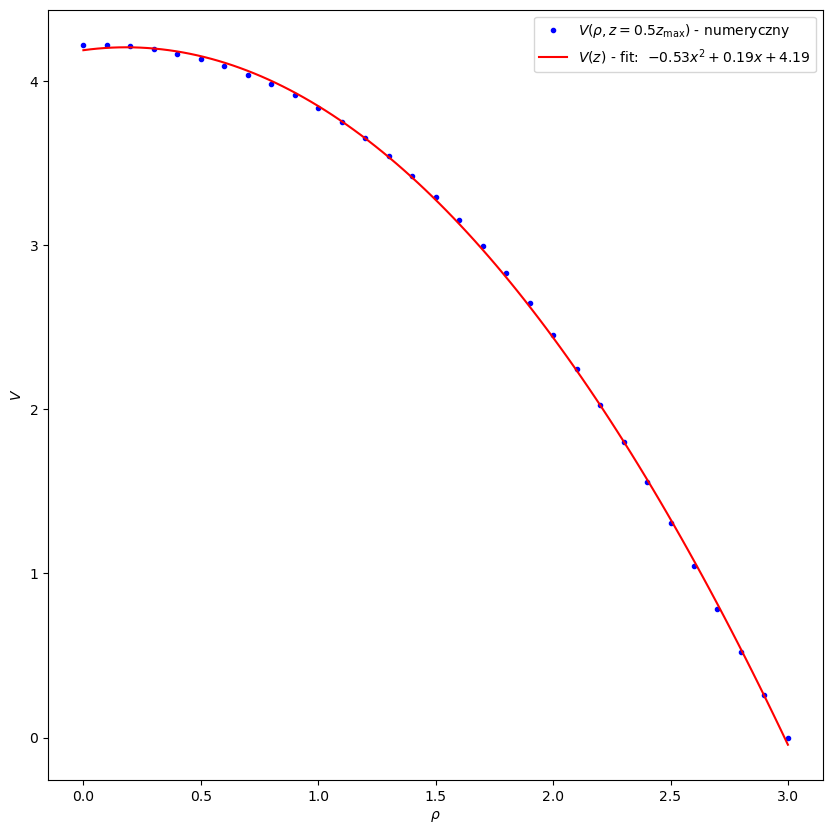 V(ρ, z = 0.5z_max) - numeryczny
V(z) - fit: −0.53x² + 0.19x + 4.19
4
3
2
1
0
V
0.0 0.5 1.0 1.5 2.0 2.5 3.0
ρ